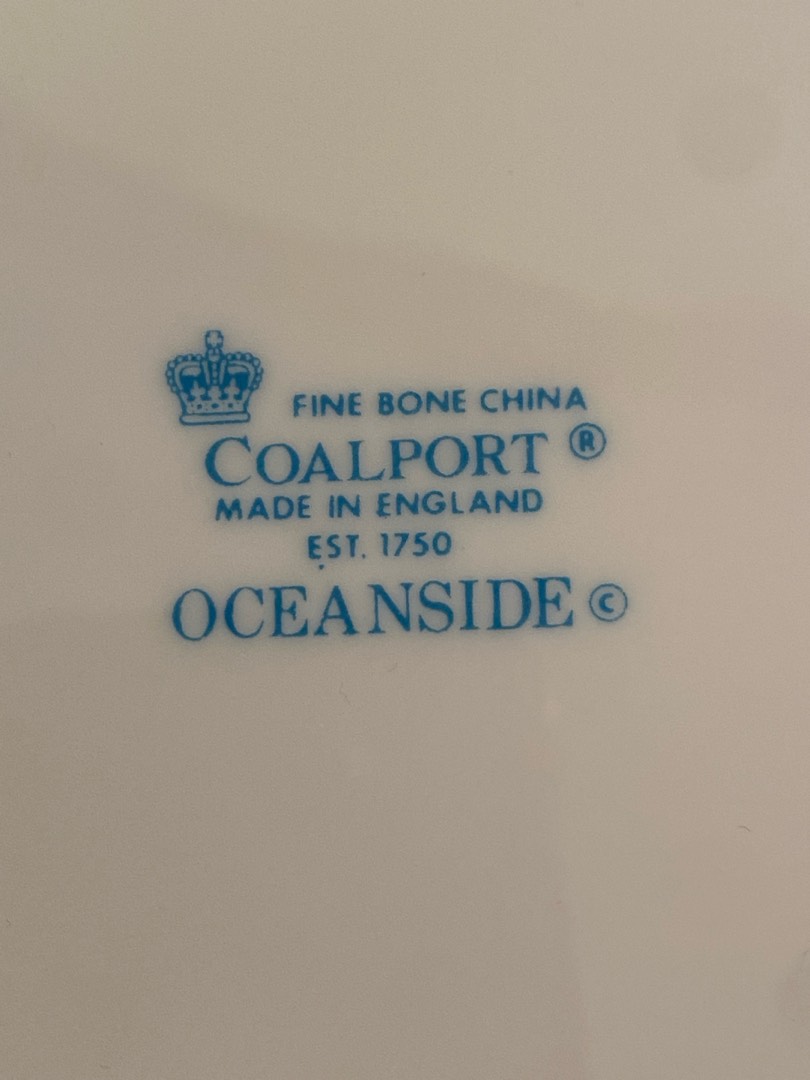 FINE BONE CHINA
COALPORT ®
MADE IN ENGLAND
EST. 1750
OCEANSIDE ©